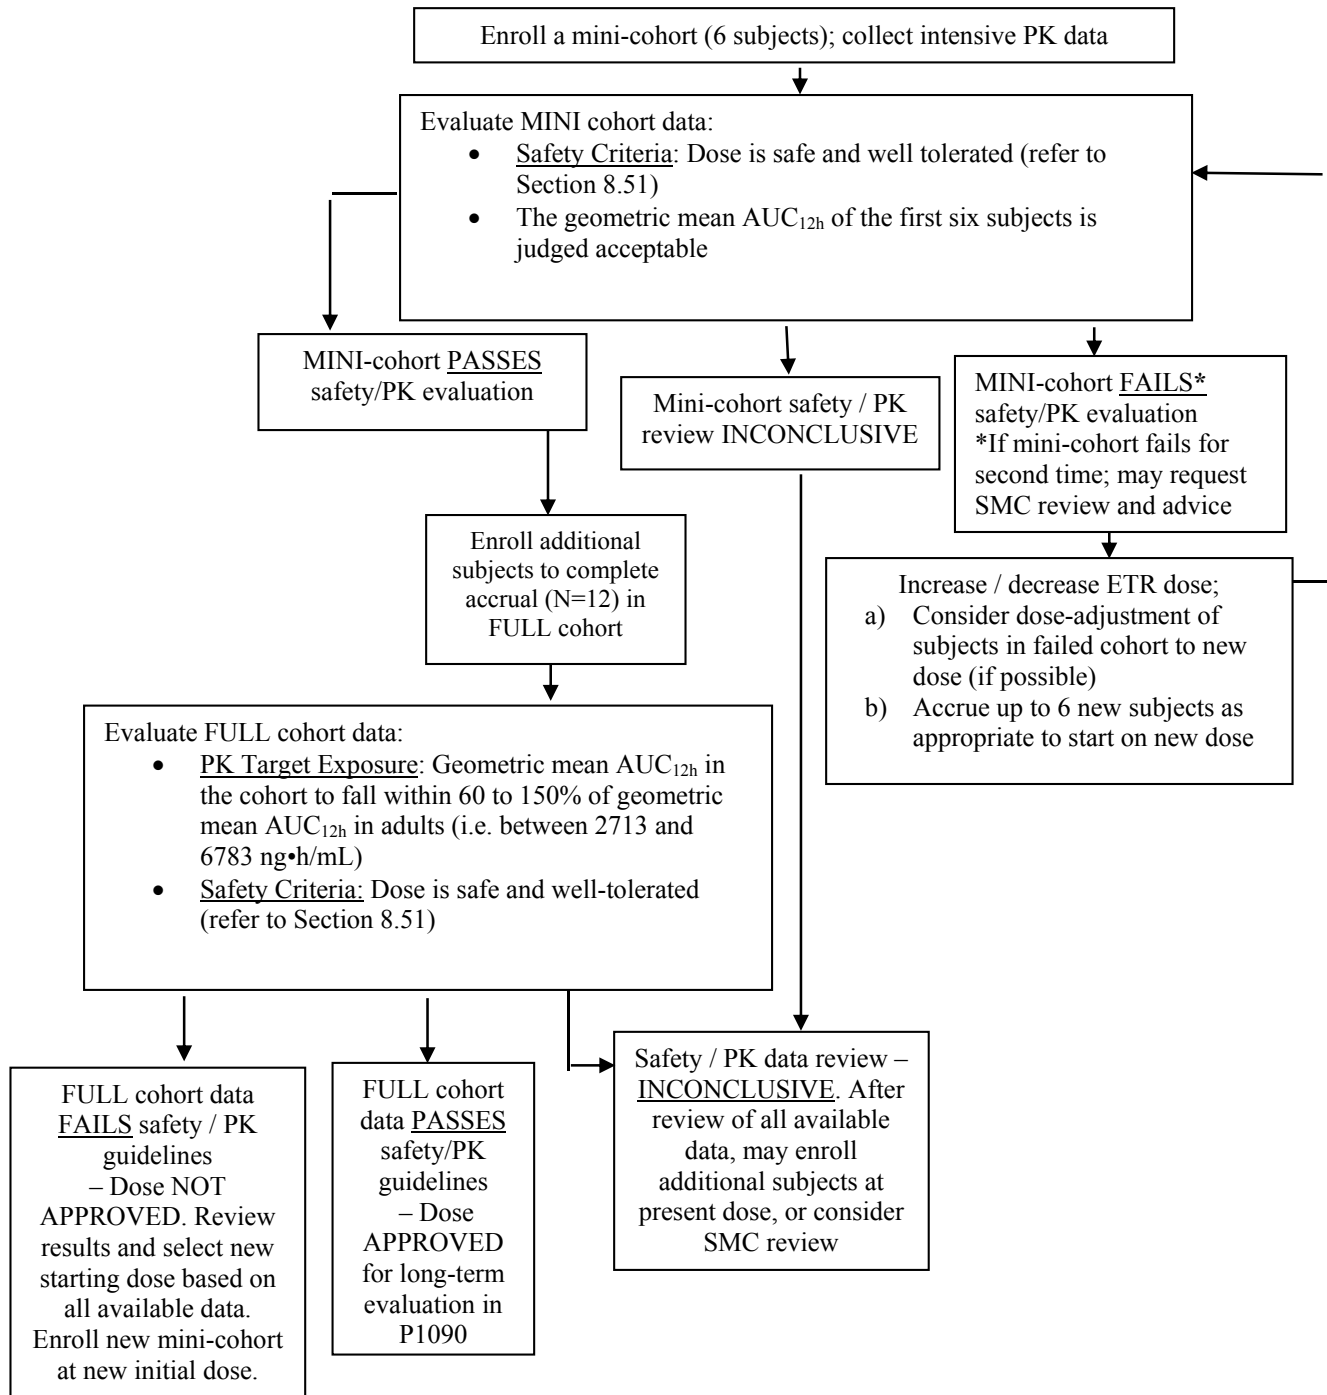 Enroll a mini-cohort (6 subjects); collect intensive PK data
Evaluate MINI cohort data:
• Safety Criteria: Dose is safe and well tolerated (refer to
Section 8.51)
• The geometric mean AUC12h of the first six subjects is
judged acceptable
MINI-cohort PASSES
safety/PK evaluation
Mini-cohort safety / PK
review INCONCLUSIVE
MINI-cohort FAILS*
safety/PK evaluation
*If mini-cohort fails for
second time; may request
SMC review and advice
Enroll additional
subjects to complete
accrual (N=12) in
FULL cohort
Increase / decrease ETR dose;
a) Consider dose-adjustment of
subjects in failed cohort to new
dose (if possible)
b) Accrue up to 6 new subjects as
appropriate to start on new dose
Evaluate FULL cohort data:
• PK Target Exposure: Geometric mean AUC12h in
the cohort to fall within 60 to 150% of geometric
mean AUC12h in adults (i.e. between 2713 and
6783 ng•h/mL)
• Safety Criteria: Dose is safe and well-tolerated
(refer to Section 8.51)
FULL cohort data
FAILS safety / PK
guidelines
– Dose NOT
APPROVED. Review
results and select new
starting dose based on
all available data.
Enroll new mini-cohort
at new initial dose.
FULL cohort
data PASSES
safety/PK
guidelines
– Dose
APPROVED
for long-term
evaluation in
P1090
Safety / PK data review –
INCONCLUSIVE. After
review of all available
data, may enroll
additional subjects at
present dose, or consider
SMC review